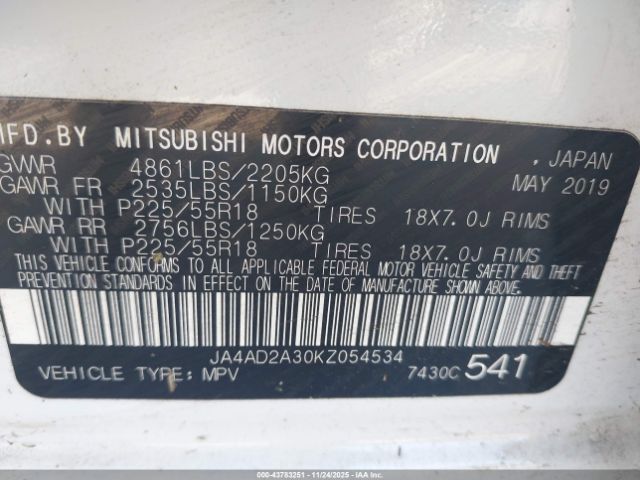 MFD.BY MITSUBISHI MOTORS CORPORATION , JAPAN
GVWR 4861LBS/2205KG MAY 2019
GAWR FR 2535LBS/1150KG
WITH P225/55R18 TIRES 18X7.0J RIMS
GAWR RR 2756LBS/1250KG
WITH P225/55R18 TIRES 18X7.0J RIMS
THIS VEHICLE CONFORMS TO ALL APPLICABLE FEDERAL MOTOR VEHICLE SAFETY AND THEFT
PREVENTION STANDARDS IN EFFECT ON THE DATE OF MANUFACTURE SHOWN ABOVE.
JA4AD2A30KZ054534
VEHICLE TYPE: MPV 7430C 541
000-43783251 - 11/24/2025 - IAAI.COM